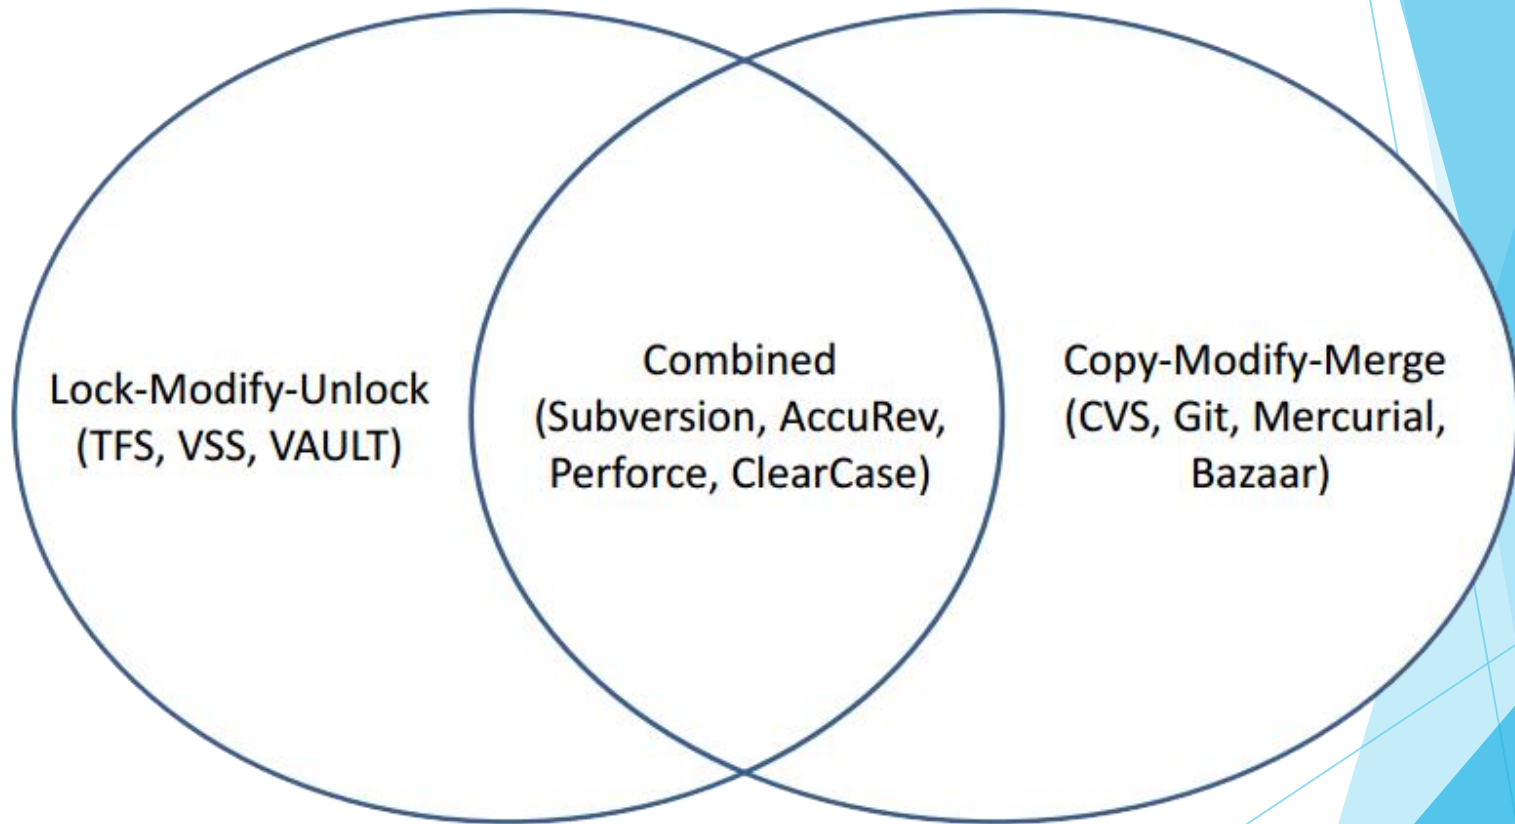 Lock-Modify-Unlock
(TFS, VSS, VAULT)
Combined
(Subversion, AccuRev,
Perforce, ClearCase)
Copy-Modify-Merge
(CVS, Git, Mercurial,
Bazaar)